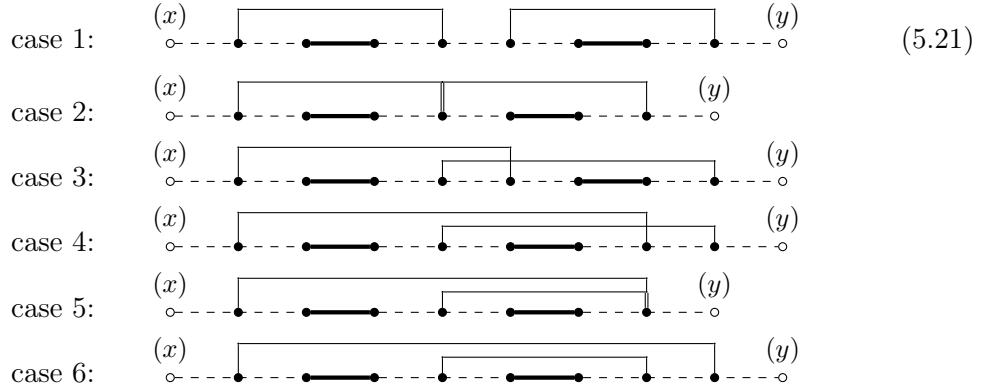 (x) (y)
case 1: (5.21)
(x) (y)
case 2:
(x) (y)
case 3:
(x) (y)
case 4:
(x) (y)
case 5:
(x) (y)
case 6: